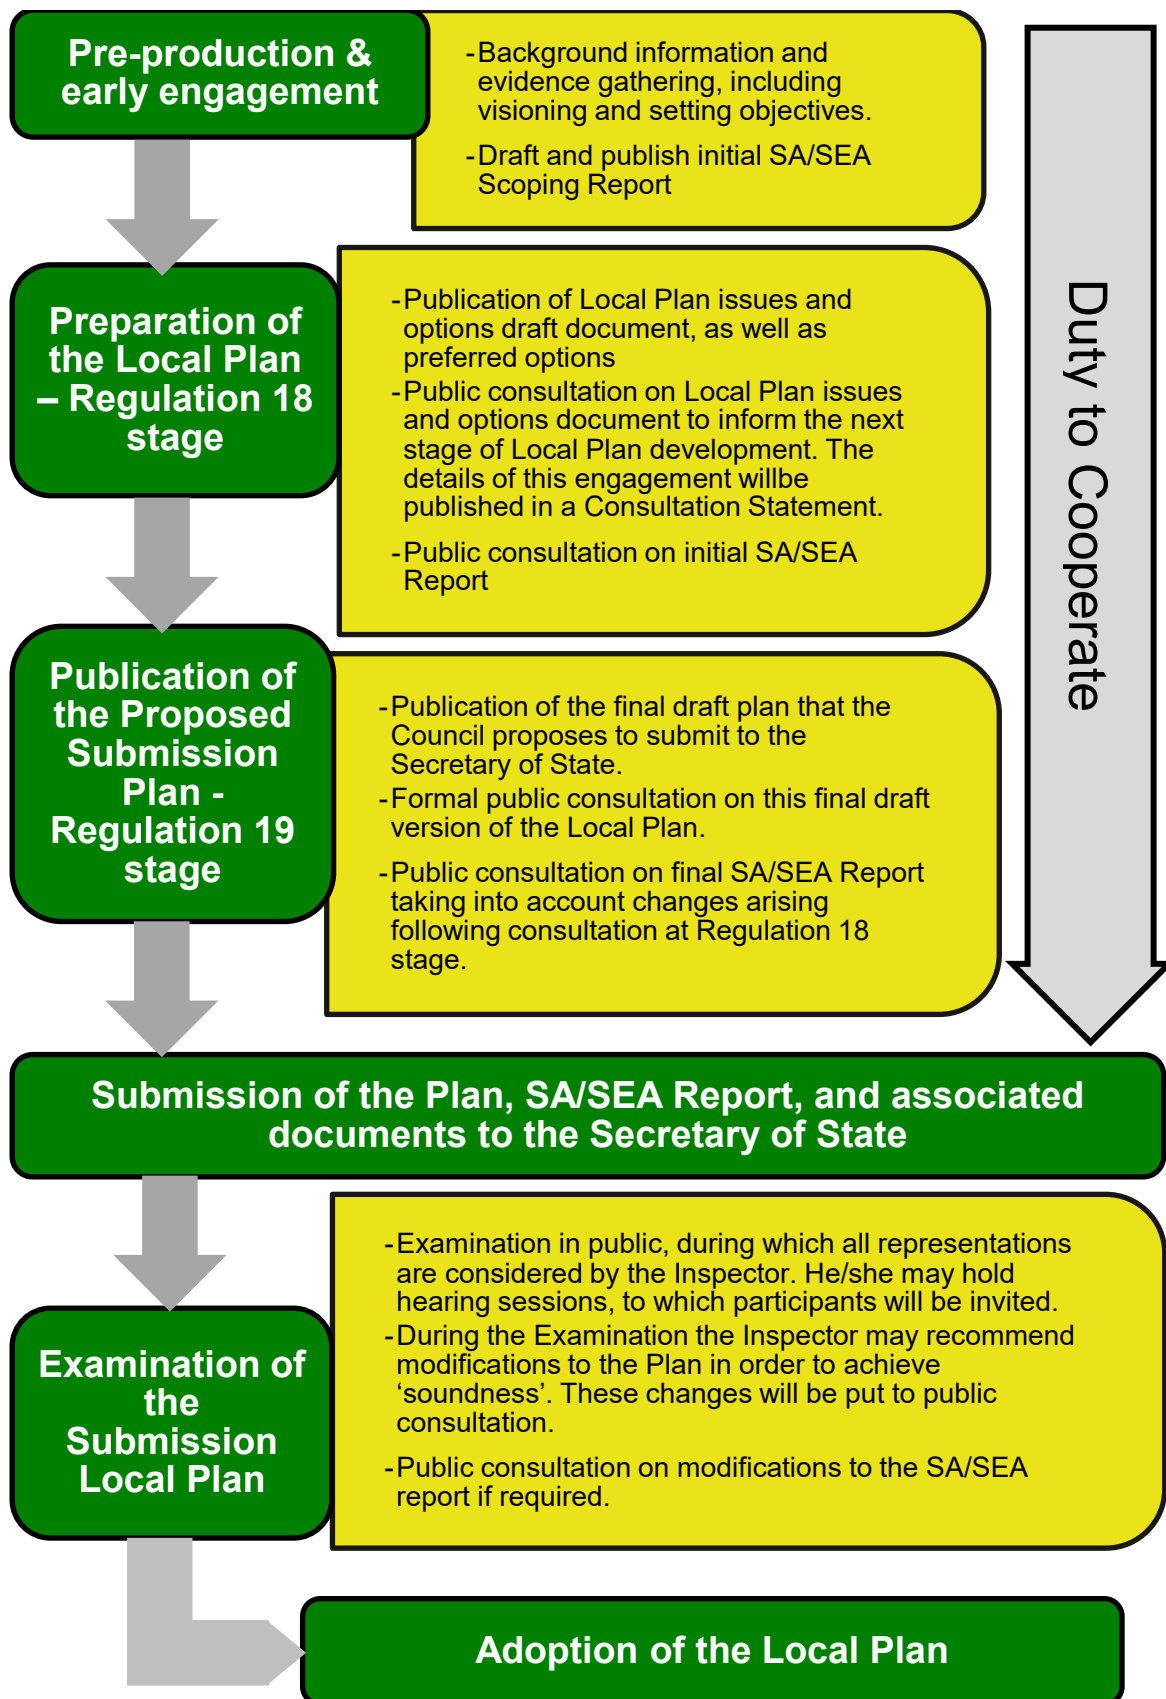 Pre-production &
early engagement
-Background information and
evidence gathering, including
visioning and setting objectives.
-Draft and publish initial SA/SEA
Scoping Report
Preparation of
the Local Plan
– Regulation 18
stage
-Publication of Local Plan issues and
options draft document, as well as
preferred options
-Public consultation on Local Plan issues
and options document to inform the next
stage of Local Plan development. The
details of this engagement willbe
published in a Consultation Statement.
-Public consultation on initial SA/SEA
Report
Duty to Cooperate
Publication of
the Proposed
Submission
Plan -
Regulation 19
stage
-Publication of the final draft plan that the
Council proposes to submit to the
Secretary of State.
-Formal public consultation on this final draft
version of the Local Plan.
-Public consultation on final SA/SEA Report
taking into account changes arising
following consultation at Regulation 18
stage.
Submission of the Plan, SA/SEA Report, and associated
documents to the Secretary of State
Examination of
the
Submission
Local Plan
-Examination in public, during which all representations
are considered by the Inspector. He/she may hold
hearing sessions, to which participants will be invited.
-During the Examination the Inspector may recommend
modifications to the Plan in order to achieve
‘soundness’. These changes will be put to public
consultation.
-Public consultation on modifications to the SA/SEA
report if required.
Adoption of the Local Plan